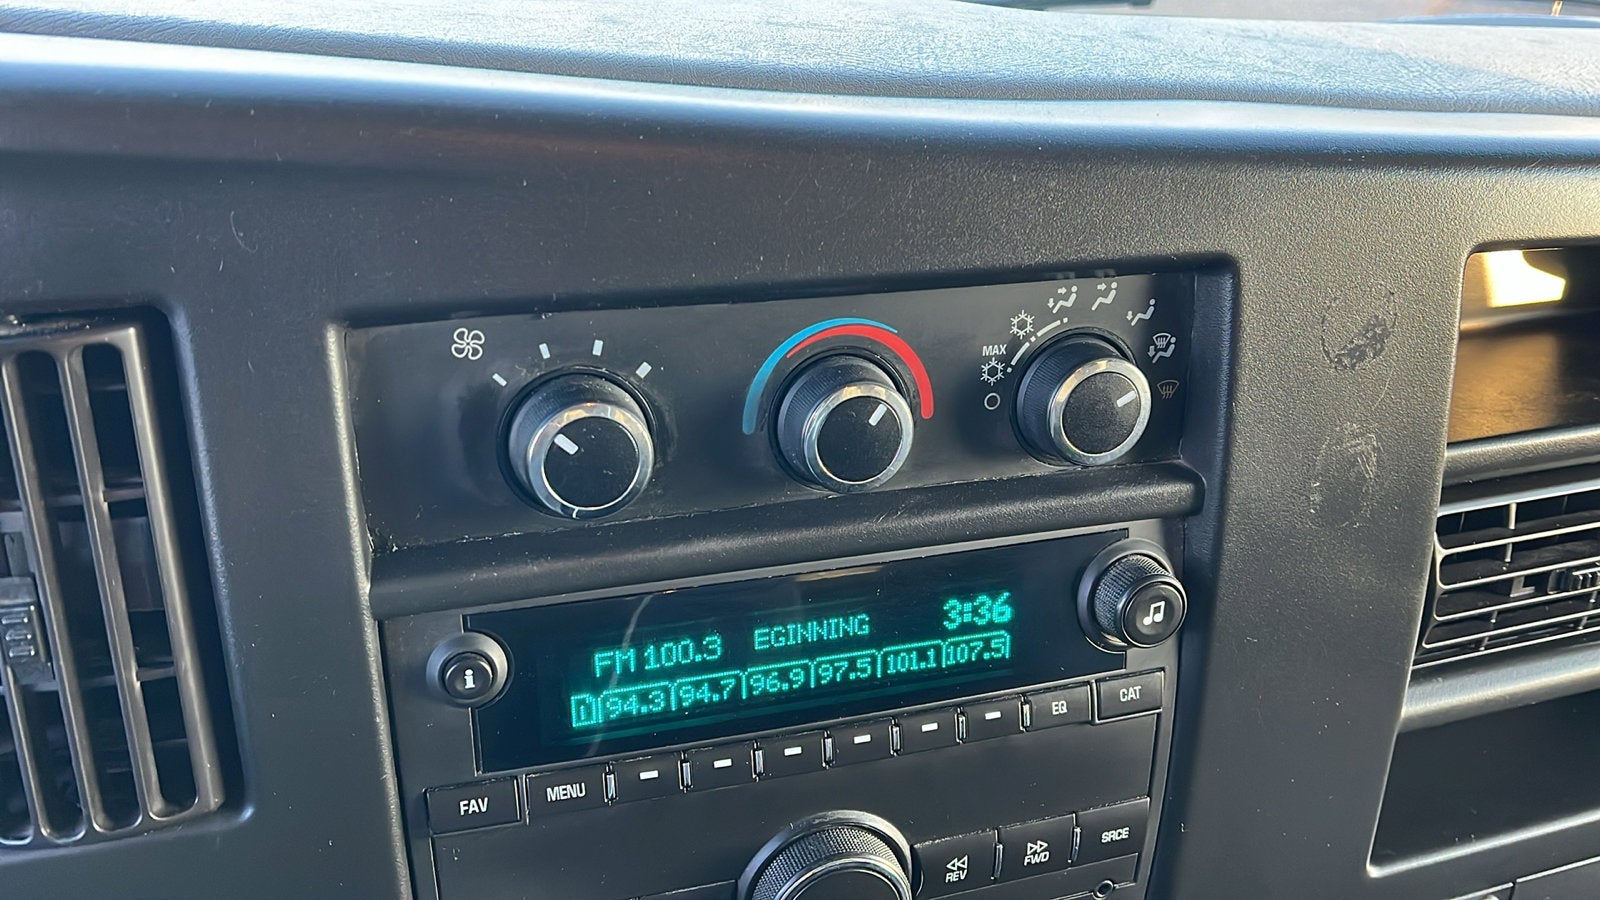 MAX
FM 100.3 EGINNING 3:36
1 94.3 94.7 96.9 97.5 101.1 107.5
i
FAV MENU EQ CAT
REV FWD SRCE